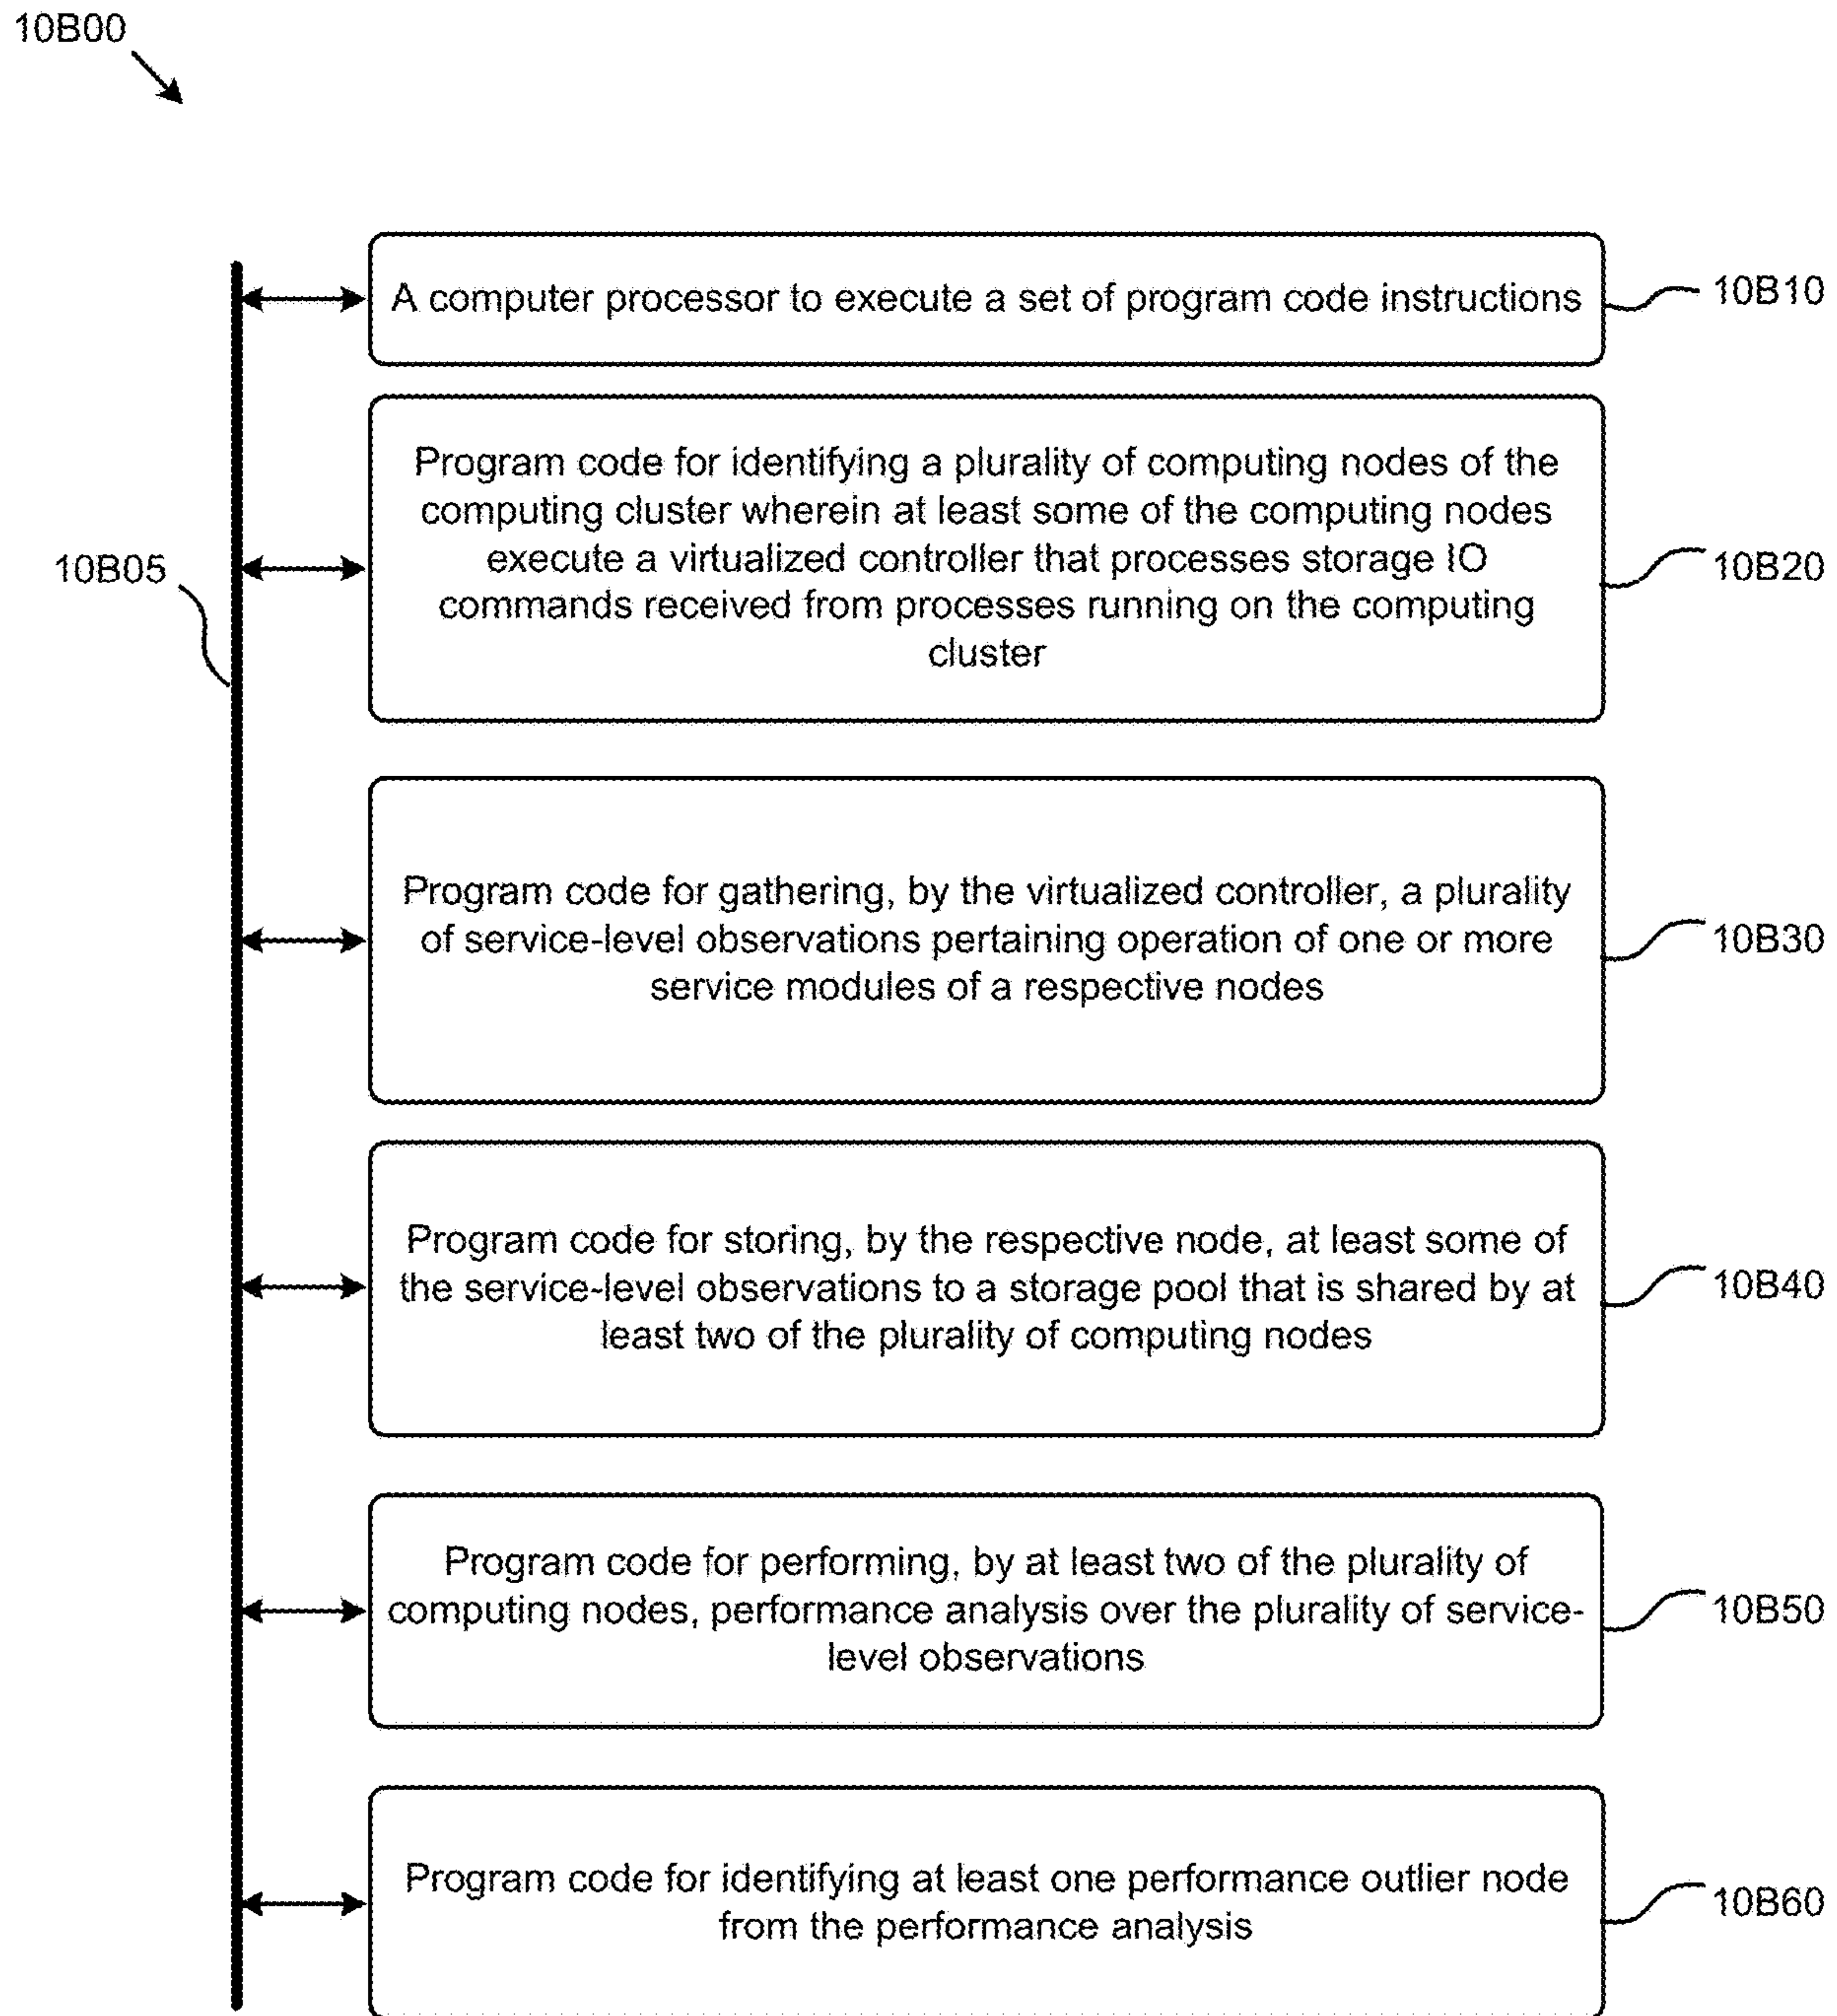 10B00
A computer processor to execute a set of program code instructions
10B10
Program code for identifying a plurality of computing nodes of the
computing cluster wherein at least some of the computing nodes
execute a virtualized controller that processes storage IO
commands received from processes running on the computing
cluster
10B05
10B20
Program code for gathering, by the virtualized controller, a plurality
of service-level observations pertaining operation of one or more
service modules of a respective nodes
10B30
Program code for storing, by the respective node, at least some of
the service-level observations to a storage pool that is shared by at
least two of the plurality of computing nodes
10B40
Program code for performing, by at least two of the plurality of
computing nodes, performance analysis over the plurality of service-
level observations
10B50
Program code for identifying at least one performance outlier node
from the performance analysis
10B60